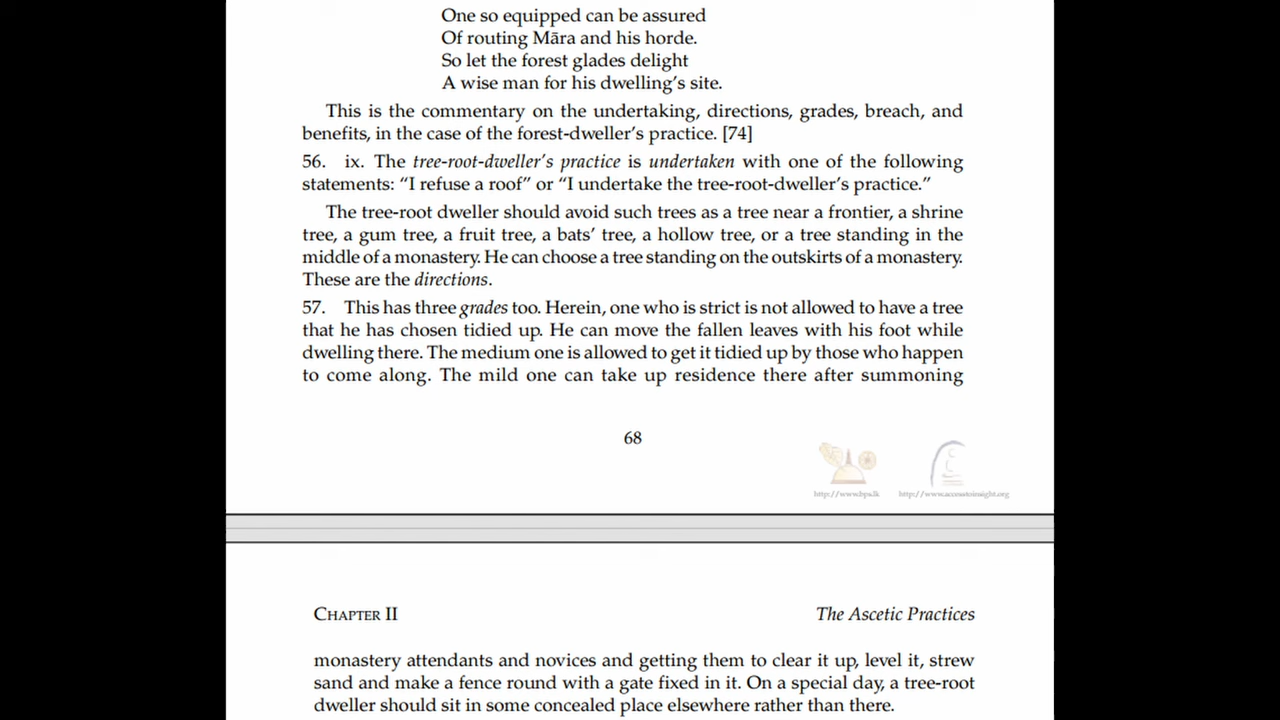 One so equipped can be assured
Of routing Māra and his horde.
So let the forest glades delight
A wise man for his dwelling’s site.
This is the commentary on the undertaking, directions, grades, breach, and
benefits, in the case of the forest-dweller’s practice. [74]
56. ix. The tree-root-dweller’s practice is undertaken with one of the following
statements: “I refuse a roof” or “I undertake the tree-root-dweller’s practice.”
The tree-root dweller should avoid such trees as a tree near a frontier, a shrine
tree, a gum tree, a fruit tree, a bats’ tree, a hollow tree, or a tree standing in the
middle of a monastery. He can choose a tree standing on the outskirts of a monastery.
These are the directions.
57. This has three grades too. Herein, one who is strict is not allowed to have a tree
that he has chosen tidied up. He can move the fallen leaves with his foot while
dwelling there. The medium one is allowed to get it tidied up by those who happen
to come along. The mild one can take up residence there after summoning
68
http://www.bps.lk http://www.accesstoinsight.org
CHAPTER II The Ascetic Practices
monastery attendants and novices and getting them to clear it up, level it, strew
sand and make a fence round with a gate fixed in it. On a special day, a tree-root
dweller should sit in some concealed place elsewhere rather than there.